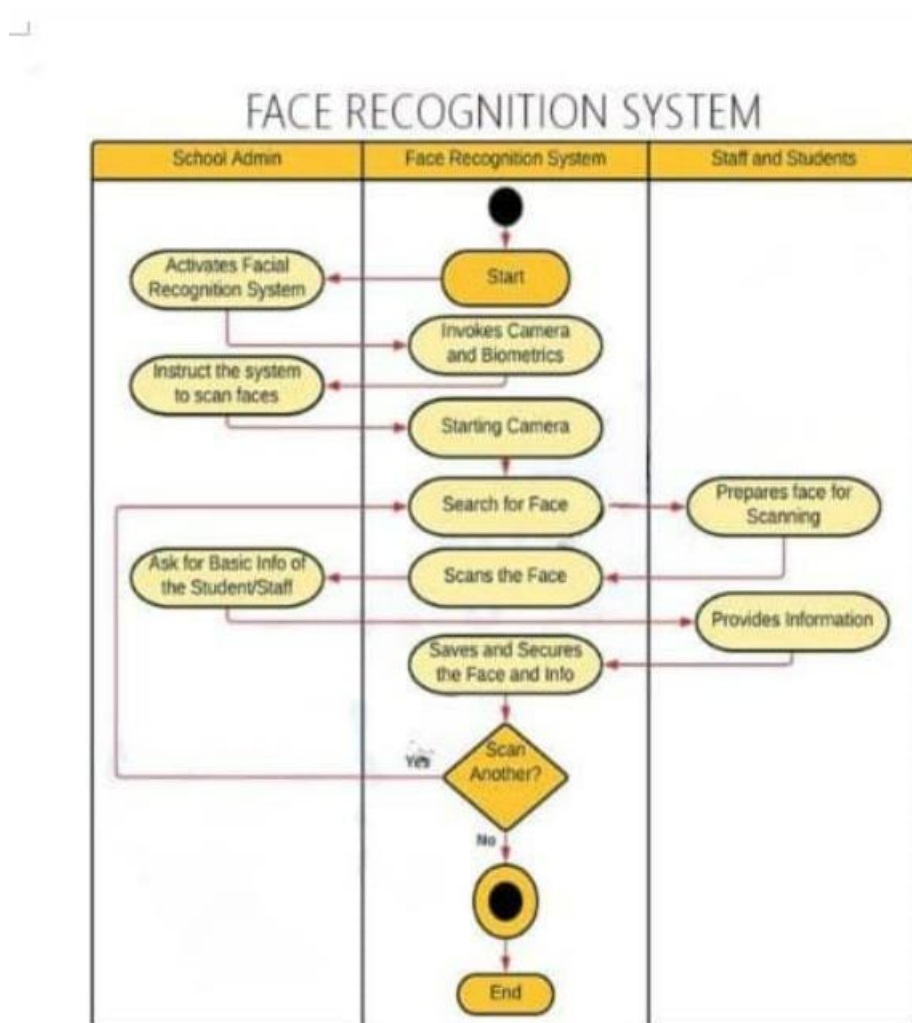 FACE RECOGNITION SYSTEM
School Admin
Face Recognition System
Staff and Students
Start
Activates Facial
Recognition System
Invokes Camera
and Biometrics
Instruct the system
to scan faces
Starting Camera
Search for Face
Prepares face for
Scanning
Scans the Face
Ask for Basic Info of
the Student/Staff
Provides Information
Saves and Secures
the Face and Info
Scan
Another?
Yes
No
End